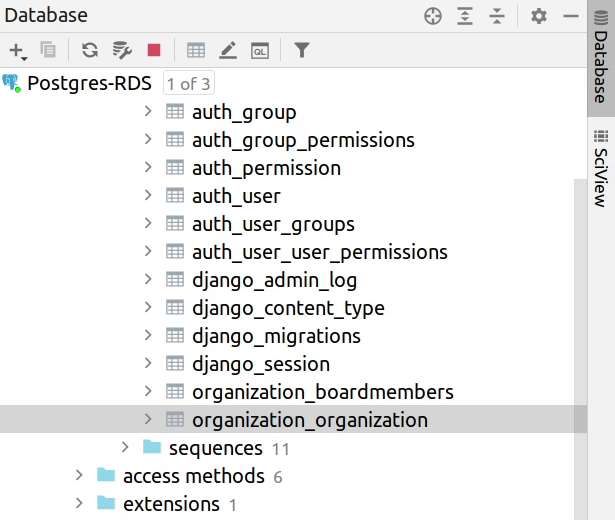 Database
QL
Postgres-RDS 1 of 3
auth_group
auth_group_permissions
auth_permission
auth_user
auth_user_groups
auth_user_user_permissions
django_admin_log
django_content_type
django_migrations
django_session
organization_boardmembers
organization_organization
sequences 11
access methods 6
extensions 1
Database
SciView